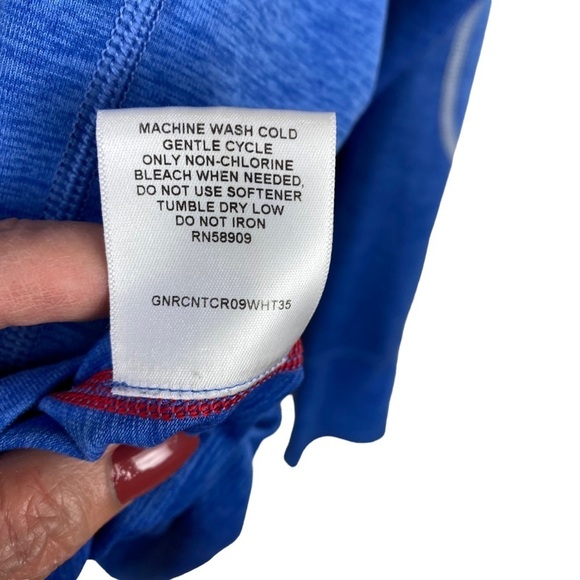 MACHINE WASH COLD
GENTLE CYCLE
ONLY NON-CHLORINE
BLEACH WHEN NEEDED,
DO NOT USE SOFTENER
TUMBLE DRY LOW
DO NOT IRON
RN58909
GNRCNTCR09WHT35